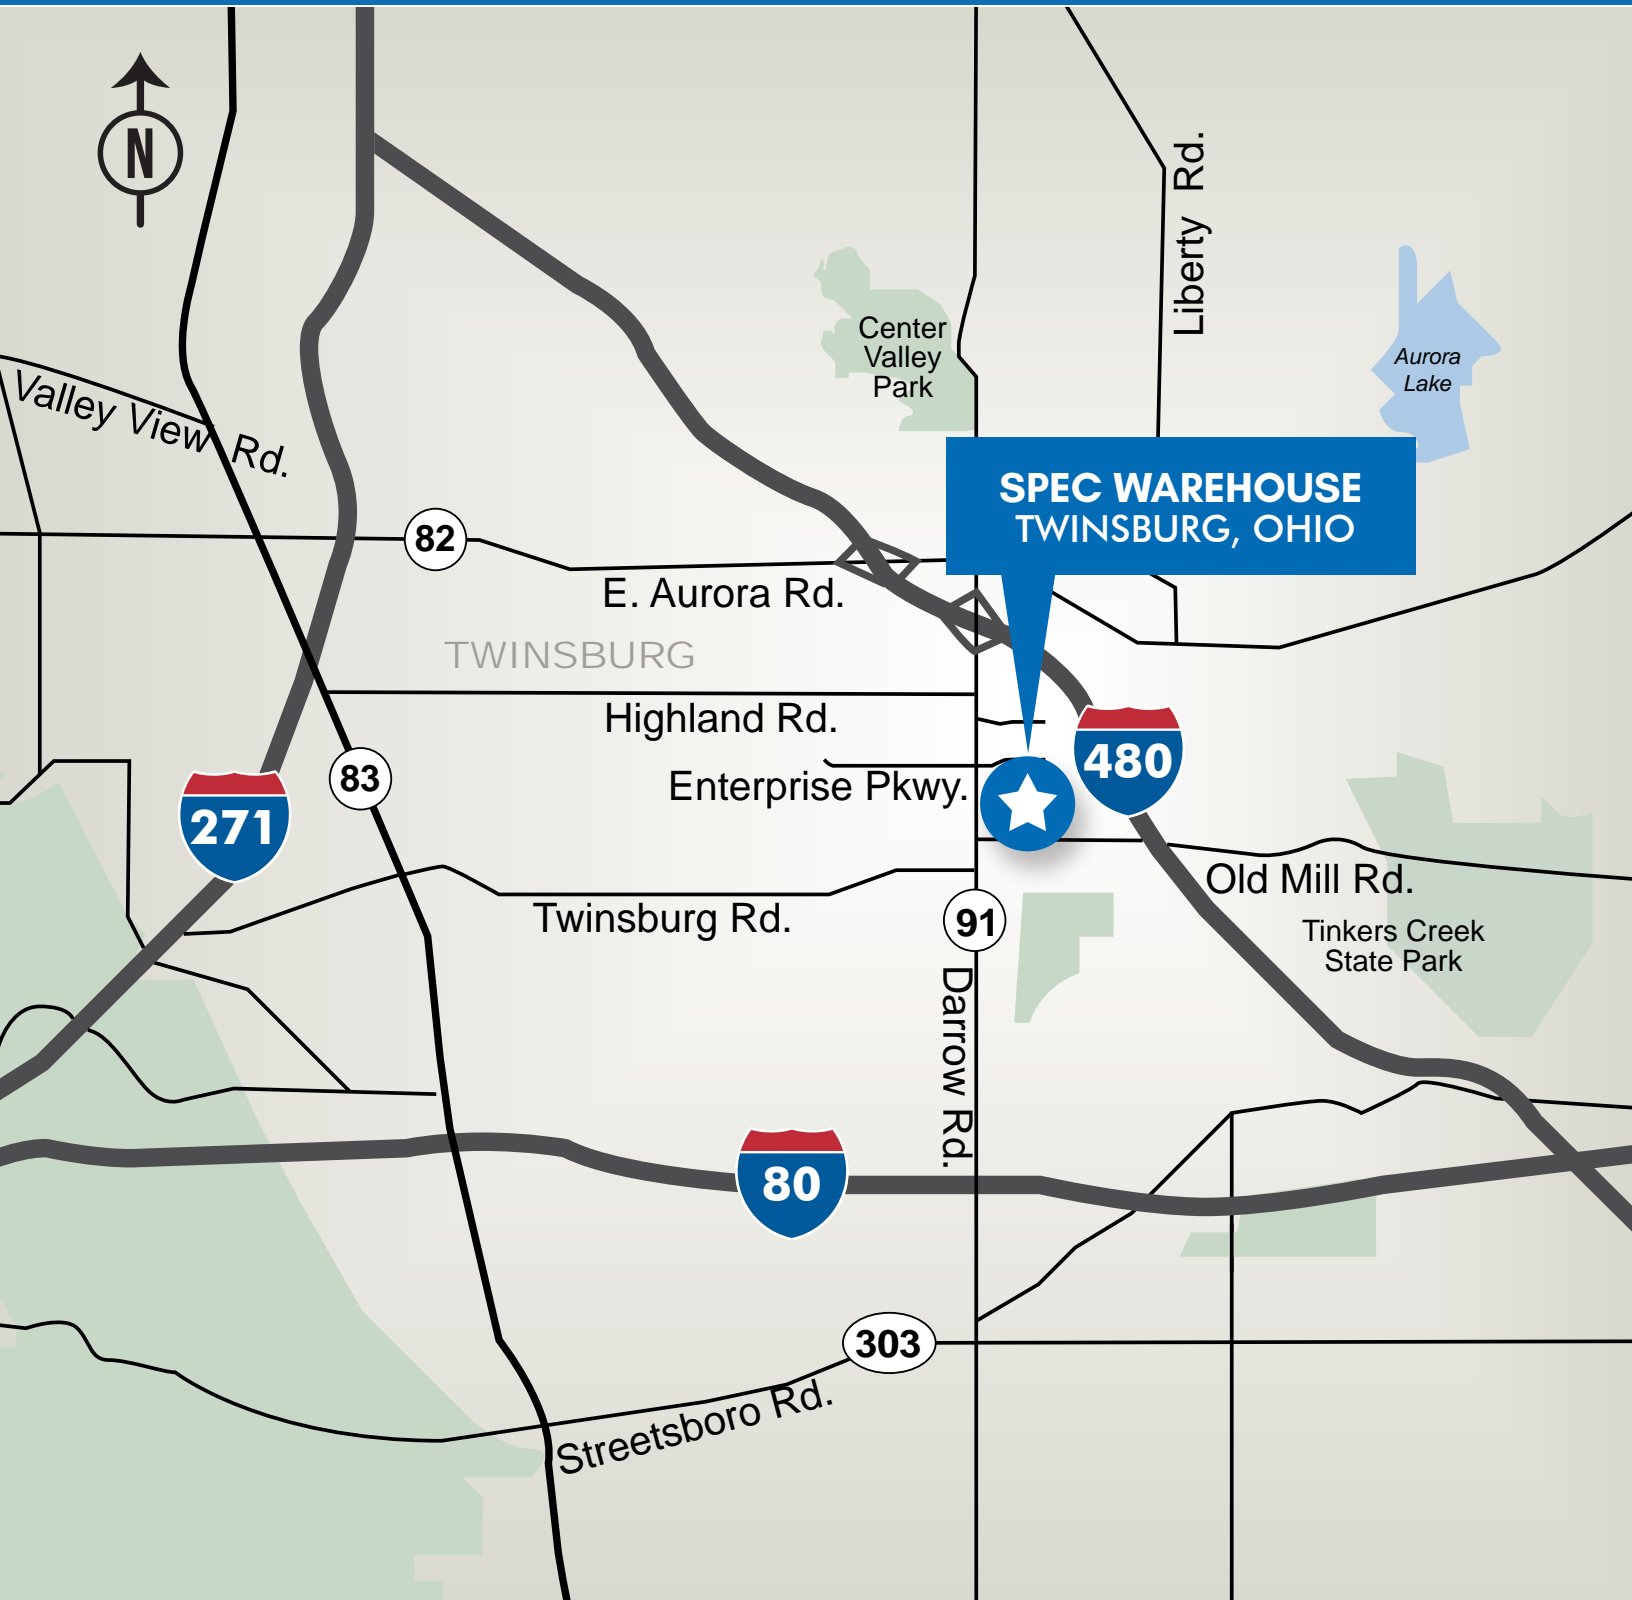 N
Liberty Rd.
Center
Valley
Park
Aurora
Lake
Valley View Rd.
SPEC WAREHOUSE
TWINSBURG, OHIO
82
E. Aurora Rd.
TWINSBURG
Highland Rd.
480
83
Enterprise Pkwy.
271
Old Mill Rd.
Twinsburg Rd.
91
Tinkers Creek
State Park
Darrow Rd.
80
303
Streetsboro Rd.